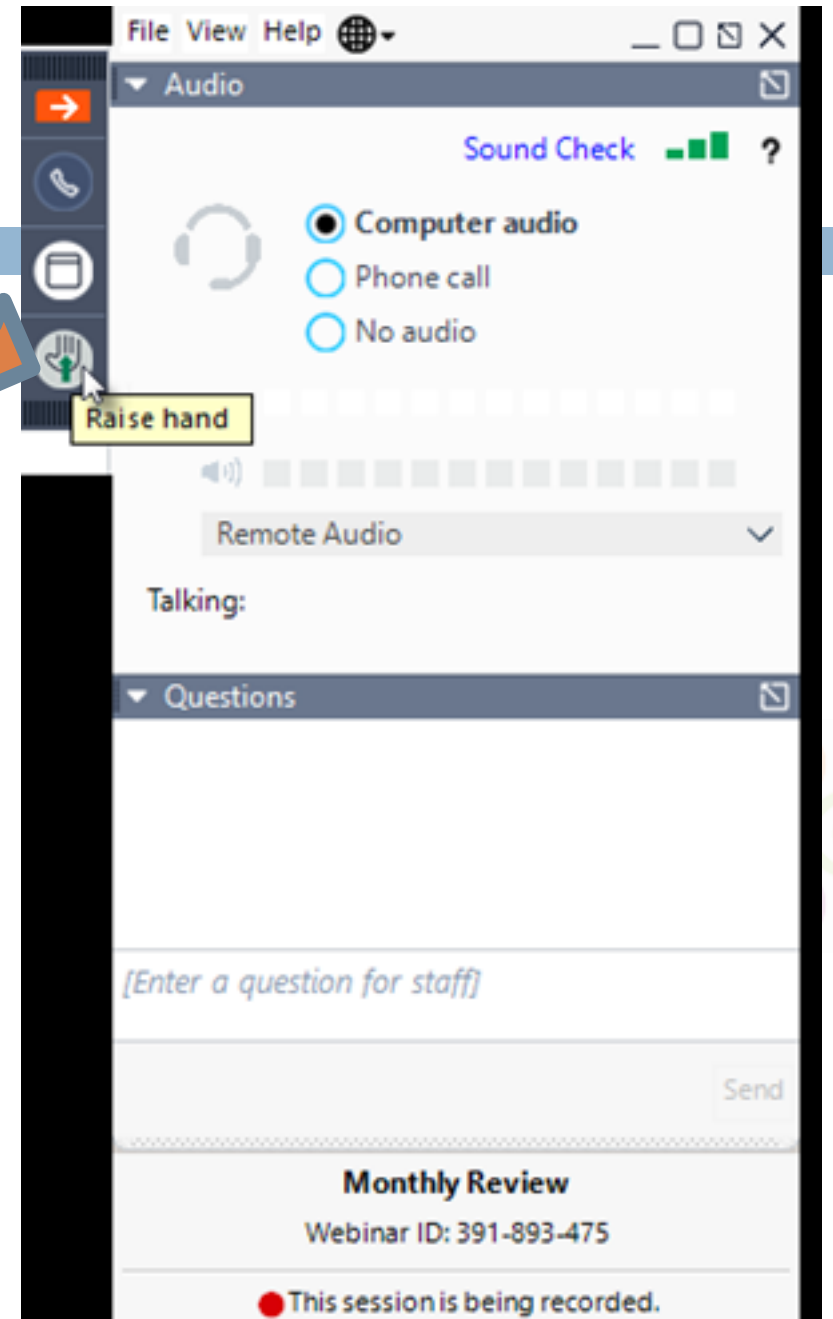 File View Help
Audio
Sound Check ?
Computer audio
Phone call
No audio
Raise hand
Remote Audio
Talking:
Questions
[Enter a question for staff]
Send
Monthly Review
Webinar ID: 391-893-475
This session is being recorded.